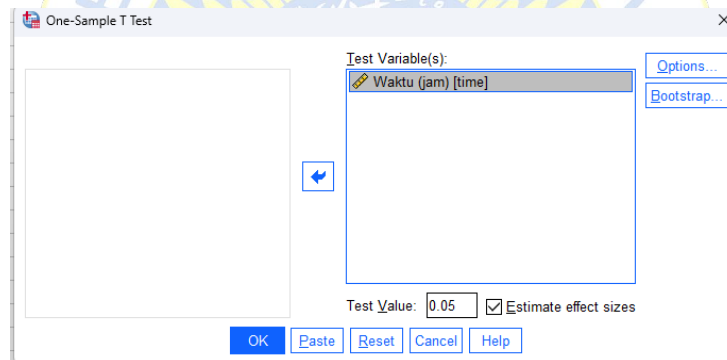 One-Sample T Test
Test Variable(s):
Waktu (jam) [time]
Options...
Bootstrap...
Test Value: 0.05 Estimate effect sizes
OK Paste Reset Cancel Help